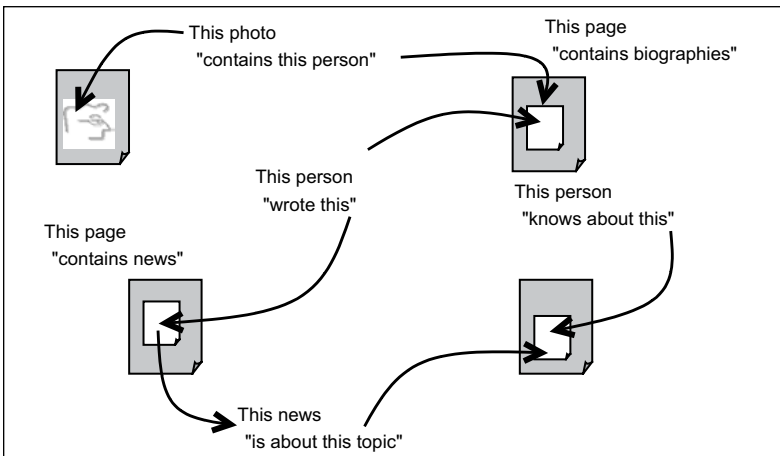 This photo
"contains this person"
This page
"contains biographies"
This person
"wrote this"
This person
"knows about this"
This page
"contains news"
This news
"is about this topic"